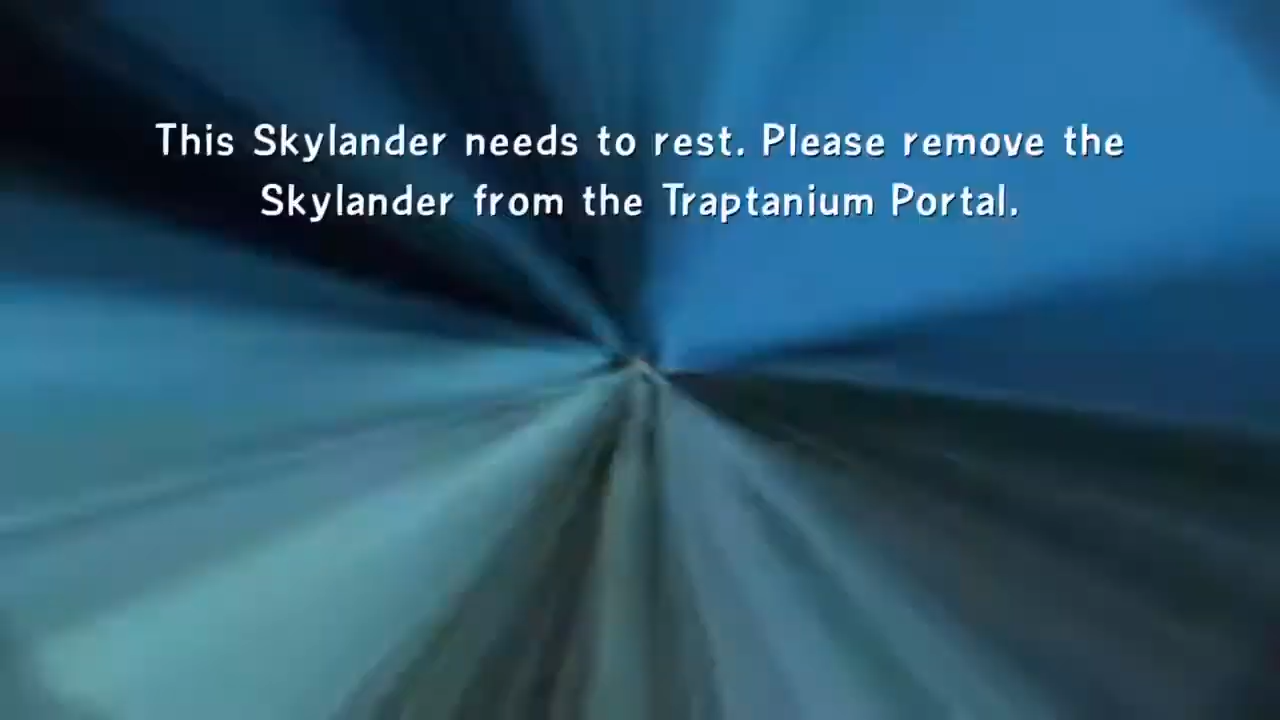 This Skylander needs to rest. Please remove the
Skylander from the Traptanium Portal.